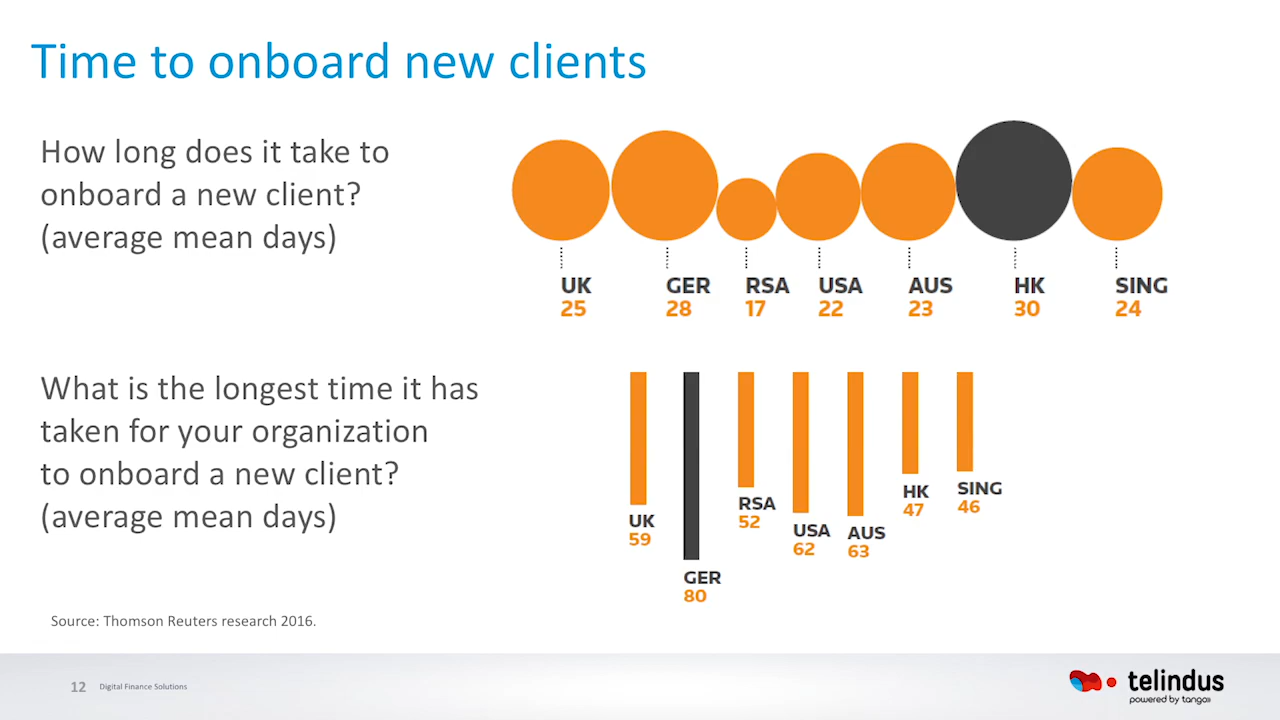 Time to onboard new clients
How long does it take to
onboard a new client?
(average mean days)
UK GER RSA USA AUS HK SING
25 28 17 22 23 30 24
What is the longest time it has
taken for your organization
to onboard a new client?
(average mean days)
UK
59
GER
80
RSA
52
USA
62
AUS
63
HK
47
SING
46
Source: Thomson Reuters research 2016.
12 Digital Finance Solutions
telindus
powered by tango